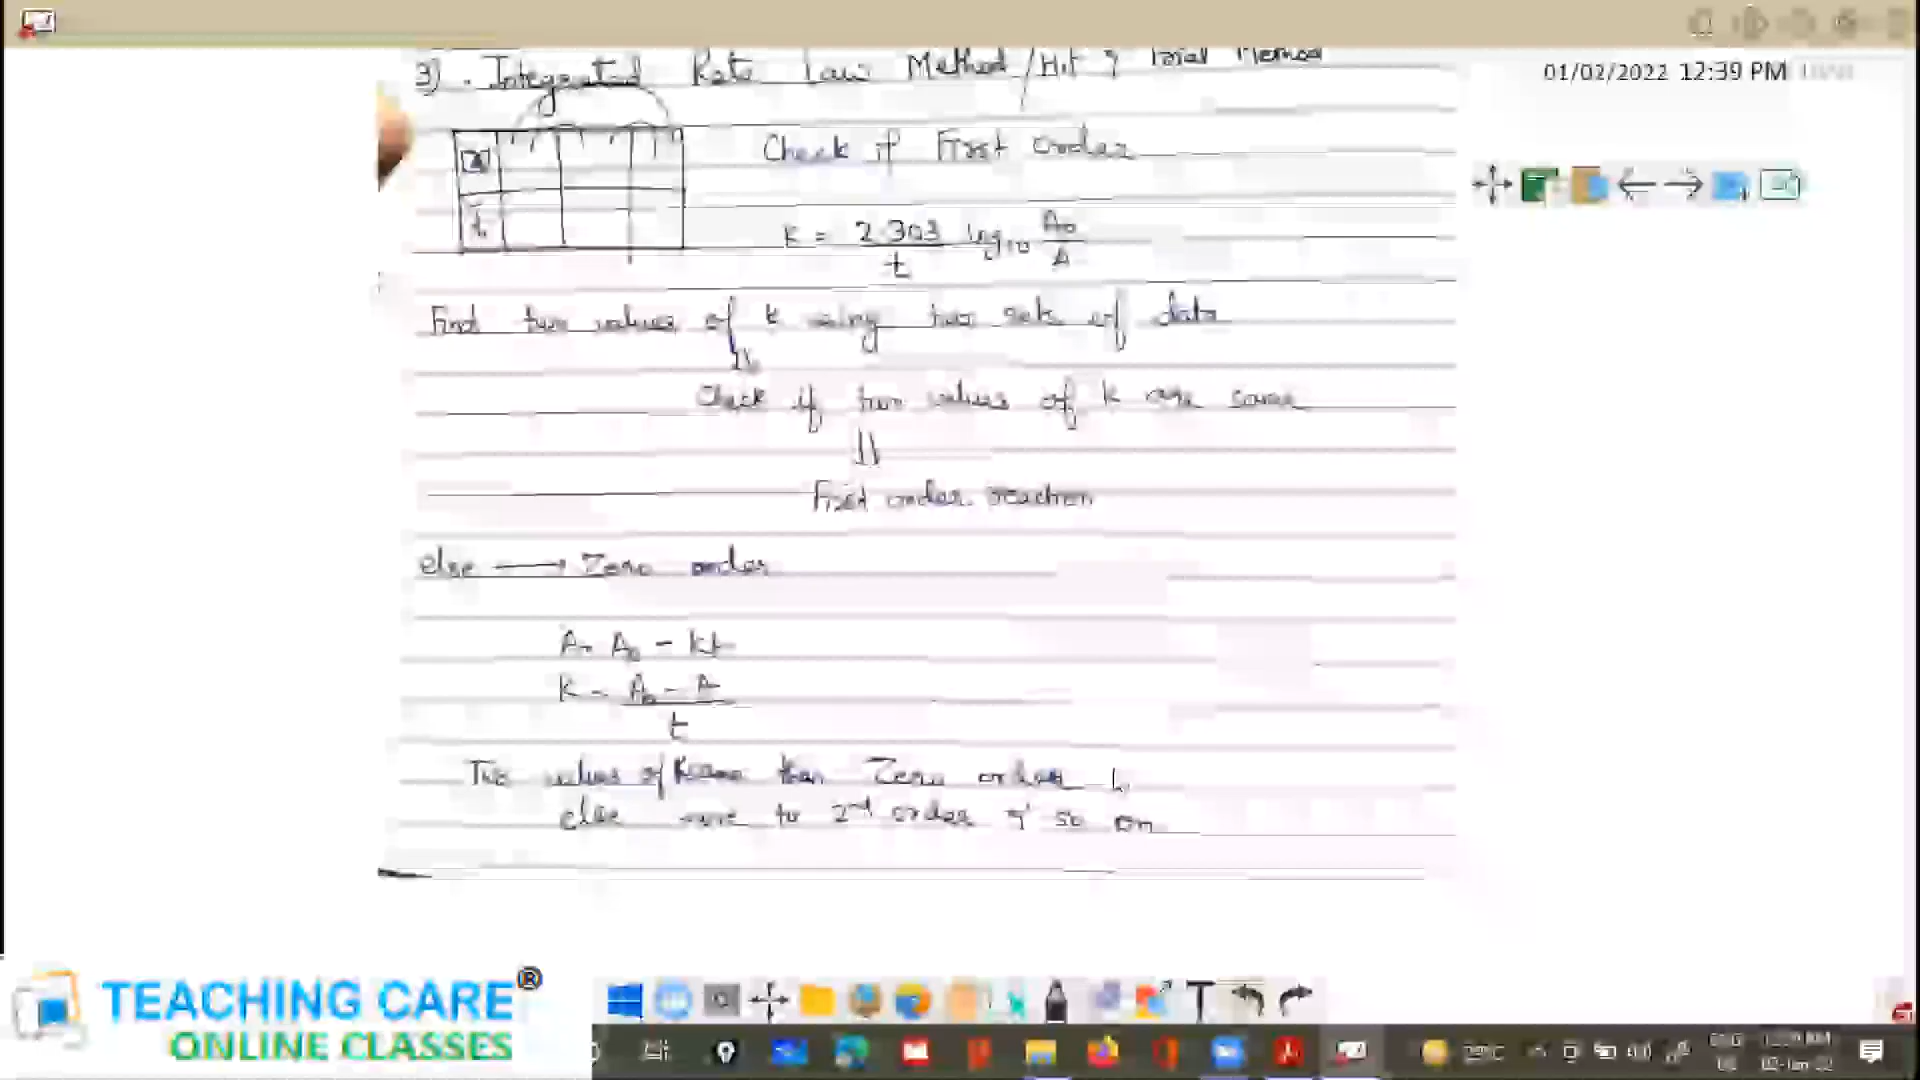 3). Integrated Rate Law Method/Hit & Trial Method
01/02/2022 12:39 PM
[A]
t
Check if First order
K = 2.303 log10 A0
t A
Find two values of k using two sets of data
Check if two values of k are same
First order reaction
else → Zero order
A = A0 - kt
K = A0 - A
t
Two values of K same then Zero order
else move to 2nd order & so on
TEACHING CARE®
ONLINE CLASSES
T
29°C